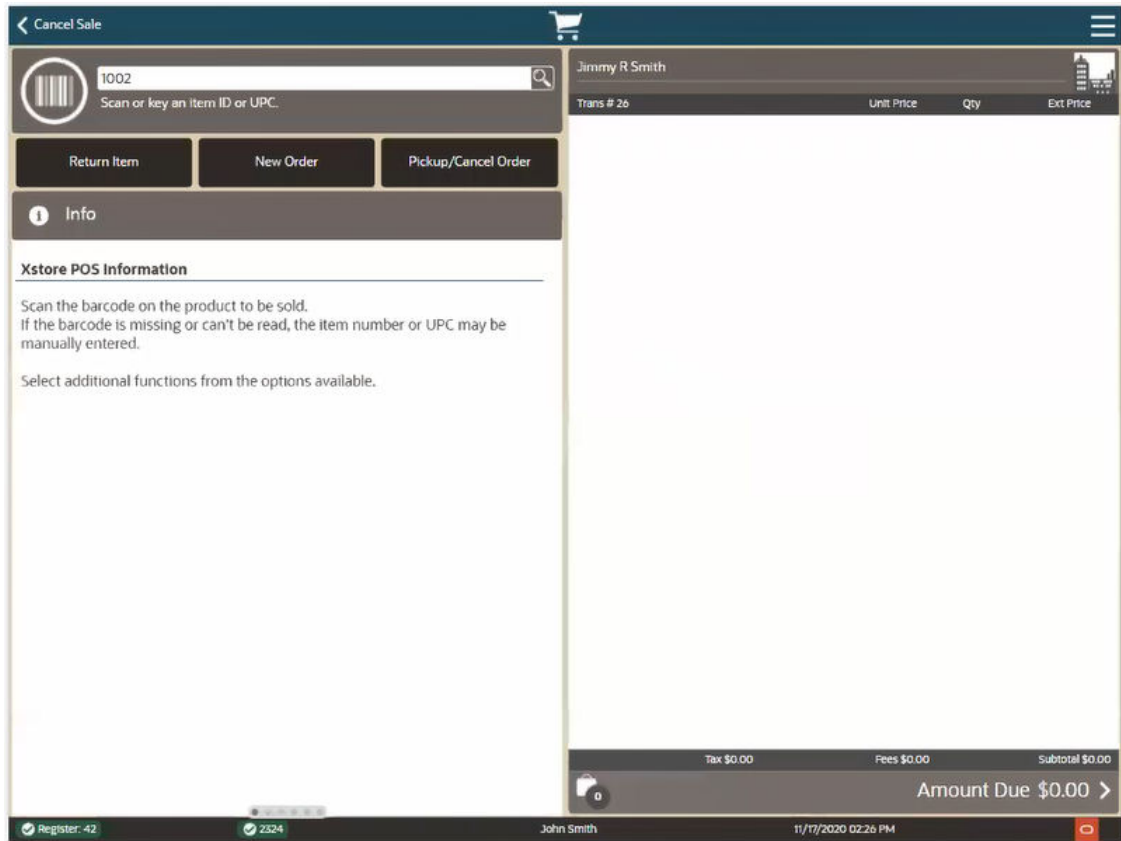 Cancel Sale
1002
Scan or key an item ID or UPC.
Return Item
New Order
Pickup/Cancel Order
Info
Xstore POS Information
Scan the barcode on the product to be sold.
If the barcode is missing or can't be read, the item number or UPC may be
manually entered.
Select additional functions from the options available.
Jimmy R Smith
Trans # 26 Unit Price Qty Ext Price
Tax $0.00 Fees $0.00 Subtotal $0.00
0
Amount Due $0.00
Register: 42 2324 John Smith 11/17/2020 02:26 PM